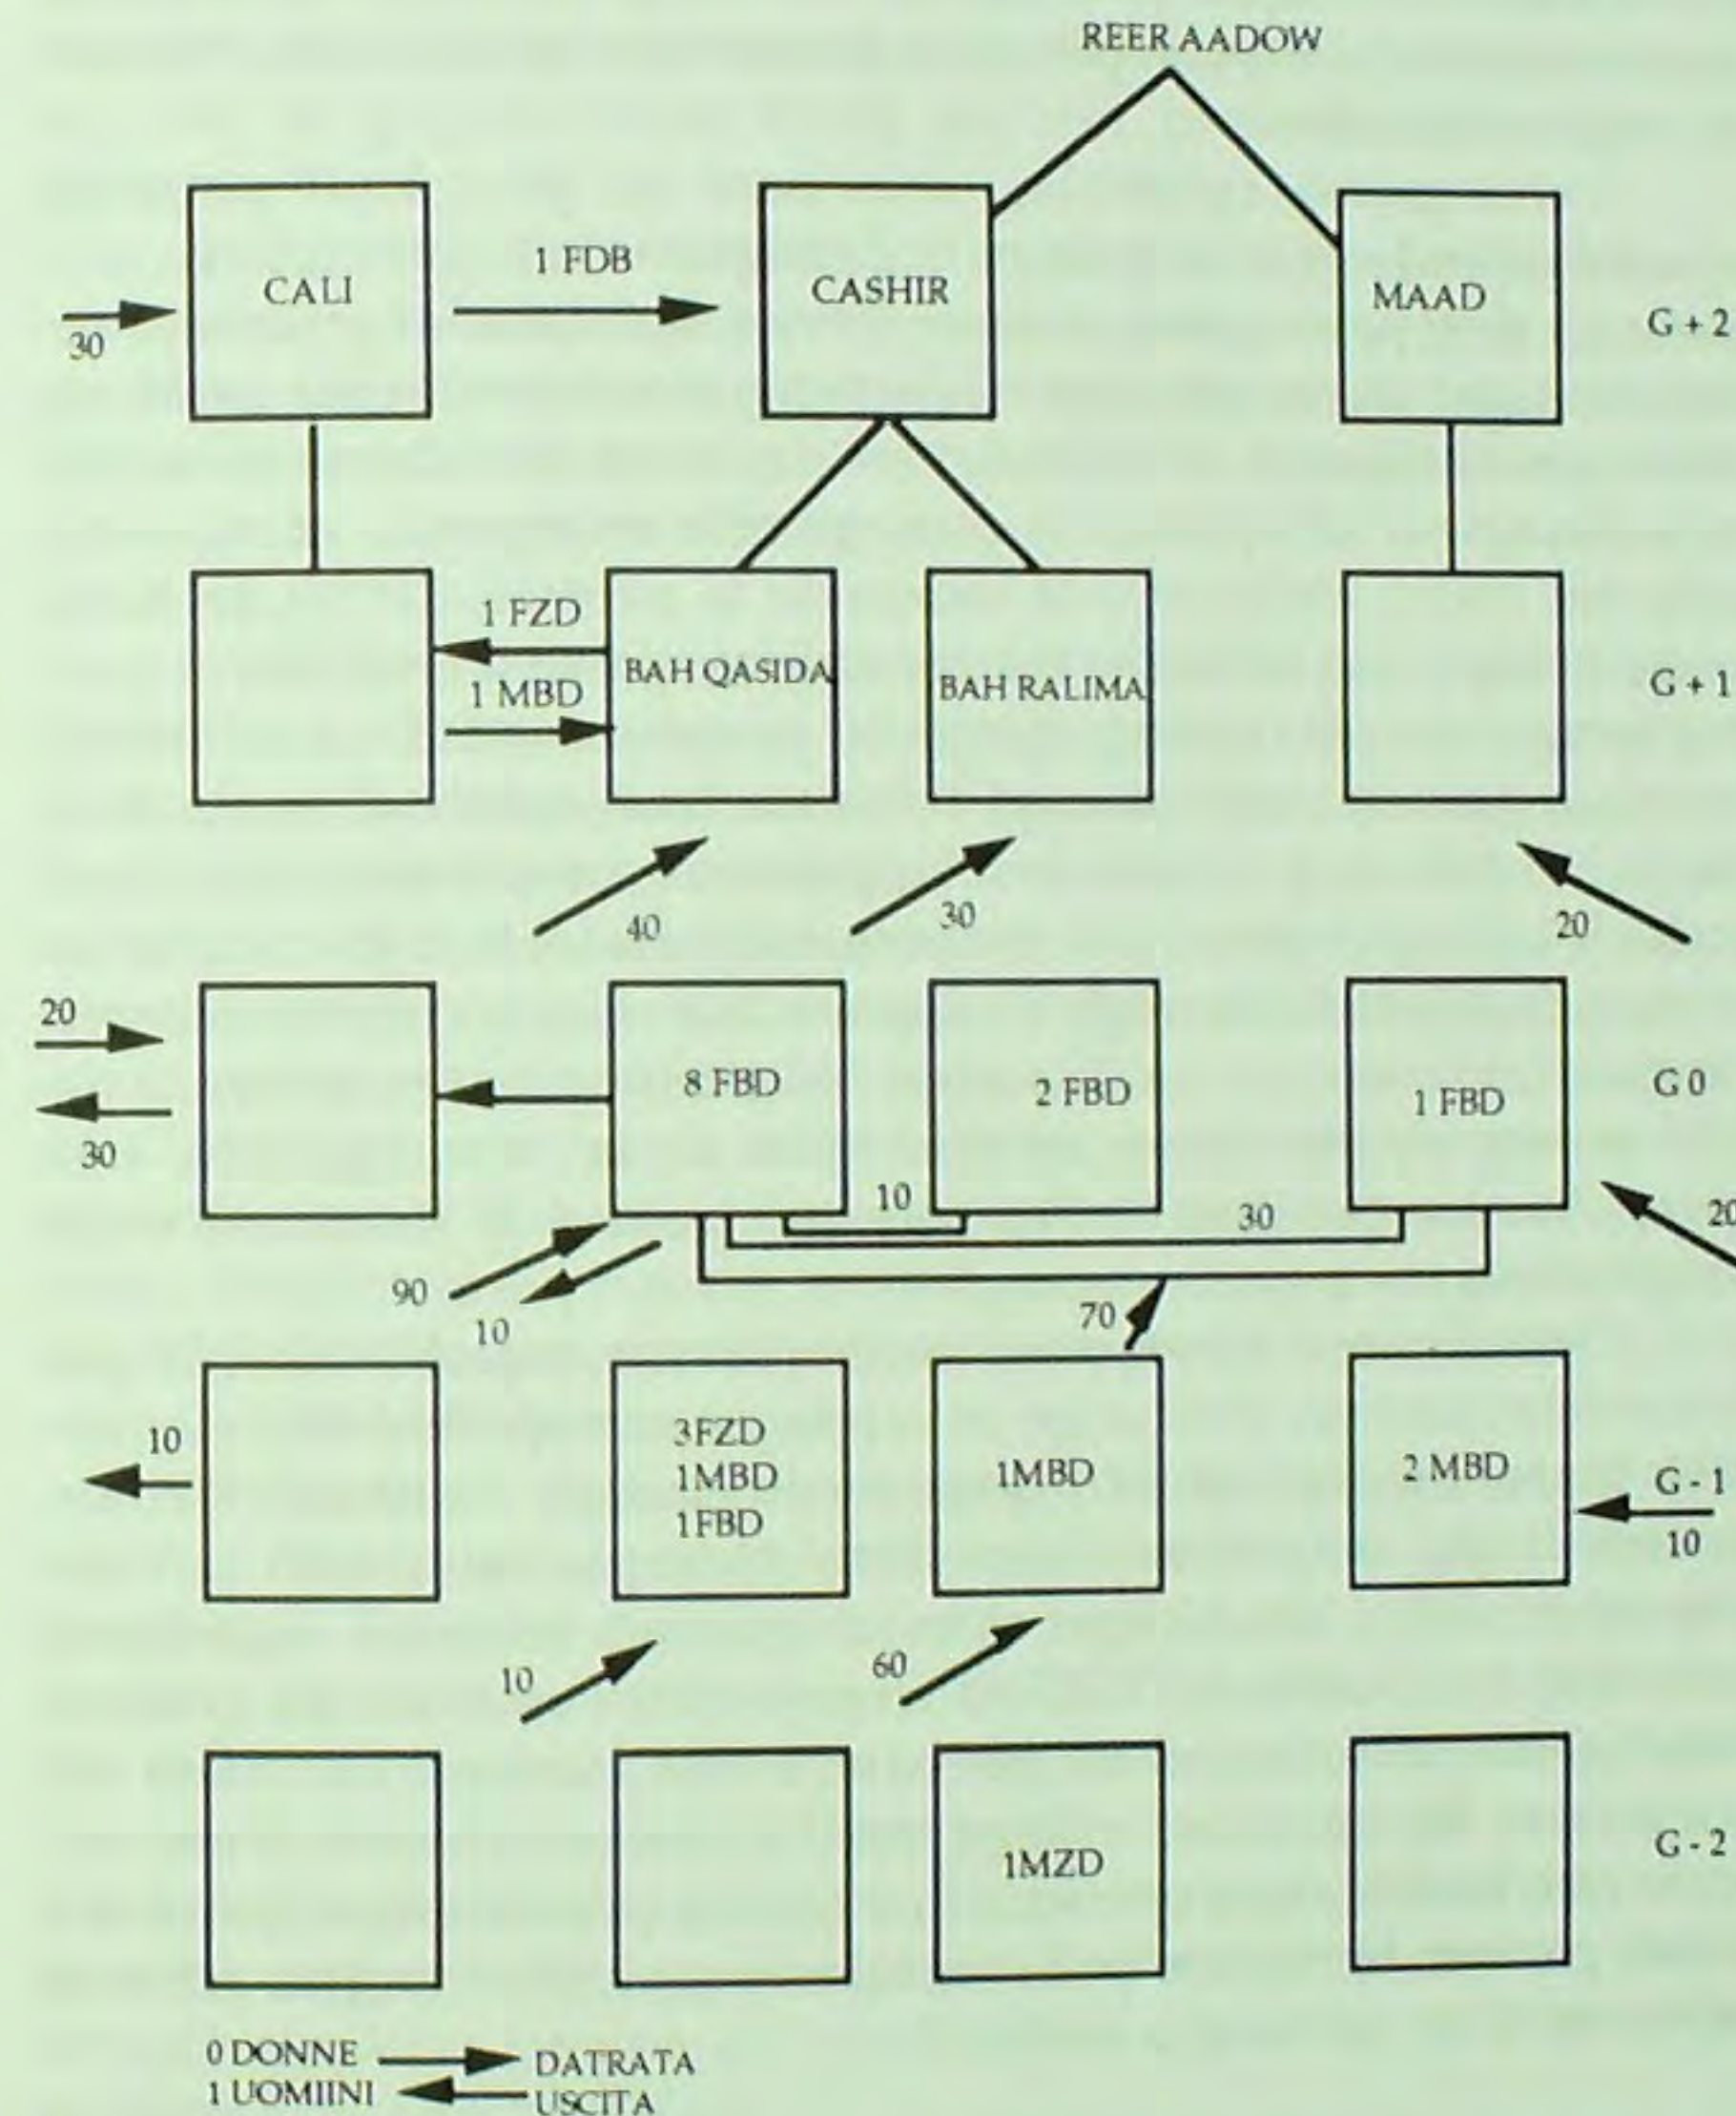 REER AADOW
CALI
1 FDB
CASHIR
MAAD
G + 2
30
1 FZD
1 MBD
BAH QASIDA
BAH RALIMA
G + 1
40
30
20
20
30
8 FBD
2 FBD
1 FBD
G 0
10
30
20
90
10
70
10
3FZD
1MBD
1FBD
1MBD
2 MBD
G - 1
10
10
60
1MZD
G - 2
0 DONNE DATRATA
1 UOMIINI USCITA